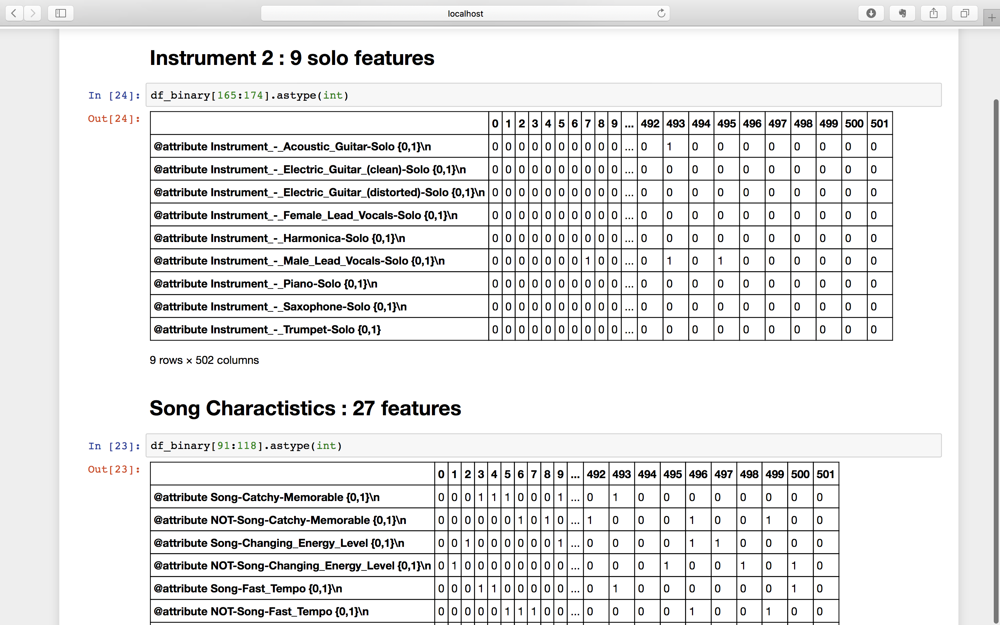 localhost
Instrument 2 : 9 solo features
In [24]: df_binary[165:174].astype(int)
Out[24]:
0 1 2 3 4 5 6 7 8 9 ... 492 493 494 495 496 497 498 499 500 501
@attribute Instrument_-_Acoustic_Guitar-Solo {0,1}\n 0 0 0 0 0 0 0 0 0 0 ... 0 1 0 0 0 0 0 0 0 0
@attribute Instrument_-_Electric_Guitar_(clean)-Solo {0,1}\n 0 0 0 0 0 0 0 0 0 0 ... 0 0 0 0 0 0 0 0 0 0
@attribute Instrument_-_Electric_Guitar_(distorted)-Solo {0,1}\n 0 0 0 0 0 0 0 0 0 0 ... 0 0 0 0 0 0 0 0 0 0
@attribute Instrument_-_Female_Lead_Vocals-Solo {0,1}\n 0 0 0 0 0 0 0 0 0 0 ... 0 0 0 0 0 0 0 0 0 0
@attribute Instrument_-_Harmonica-Solo {0,1}\n 0 0 0 0 0 0 0 0 0 0 ... 0 0 0 0 0 0 0 0 0 0
@attribute Instrument_-_Male_Lead_Vocals-Solo {0,1}\n 0 0 0 0 0 0 0 1 0 0 ... 0 1 0 1 0 0 0 0 0 0
@attribute Instrument_-_Piano-Solo {0,1}\n 0 0 0 0 0 0 0 0 0 0 ... 0 0 0 0 0 0 0 0 0 0
@attribute Instrument_-_Saxophone-Solo {0,1}\n 0 0 0 0 0 0 0 0 0 0 ... 0 0 0 0 0 0 0 0 0 0
@attribute Instrument_-_Trumpet-Solo {0,1} 0 0 0 0 0 0 0 0 0 0 ... 0 0 0 0 0 0 0 0 0 0
9 rows × 502 columns
Song Charactistics : 27 features
In [23]: df_binary[91:118].astype(int)
Out[23]:
0 1 2 3 4 5 6 7 8 9 ... 492 493 494 495 496 497 498 499 500 501
@attribute Song-Catchy-Memorable {0,1}\n 0 0 0 1 1 1 0 0 0 1 ... 0 1 0 0 0 0 0 0 0 0
@attribute NOT-Song-Catchy-Memorable {0,1}\n 0 0 0 0 0 0 1 0 1 0 ... 1 0 0 0 1 0 0 1 0 0
@attribute Song-Changing_Energy_Level {0,1}\n 0 0 1 0 0 0 0 0 0 1 ... 0 0 0 0 1 1 0 0 0 0
@attribute NOT-Song-Changing_Energy_Level {0,1}\n 0 1 0 0 0 0 0 0 0 0 ... 0 0 0 1 0 0 1 0 1 0
@attribute Song-Fast_Tempo {0,1}\n 0 0 0 1 1 0 0 0 0 0 ... 0 1 0 0 0 0 0 0 1 0
@attribute NOT-Song-Fast_Tempo {0,1}\n 0 0 0 0 0 1 1 1 0 0 ... 0 0 0 0 1 0 0 1 0 0